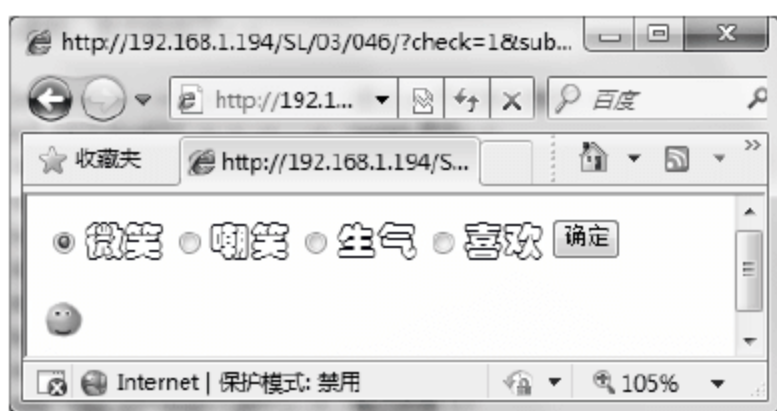 http://192.168.1.194/SL/03/046/?check=1&sub...
http://192.1... 百度
收藏夹 http://192.168.1.194/S...
微笑 嘲笑 生气 喜欢 确定
Internet | 保护模式: 禁用 105%